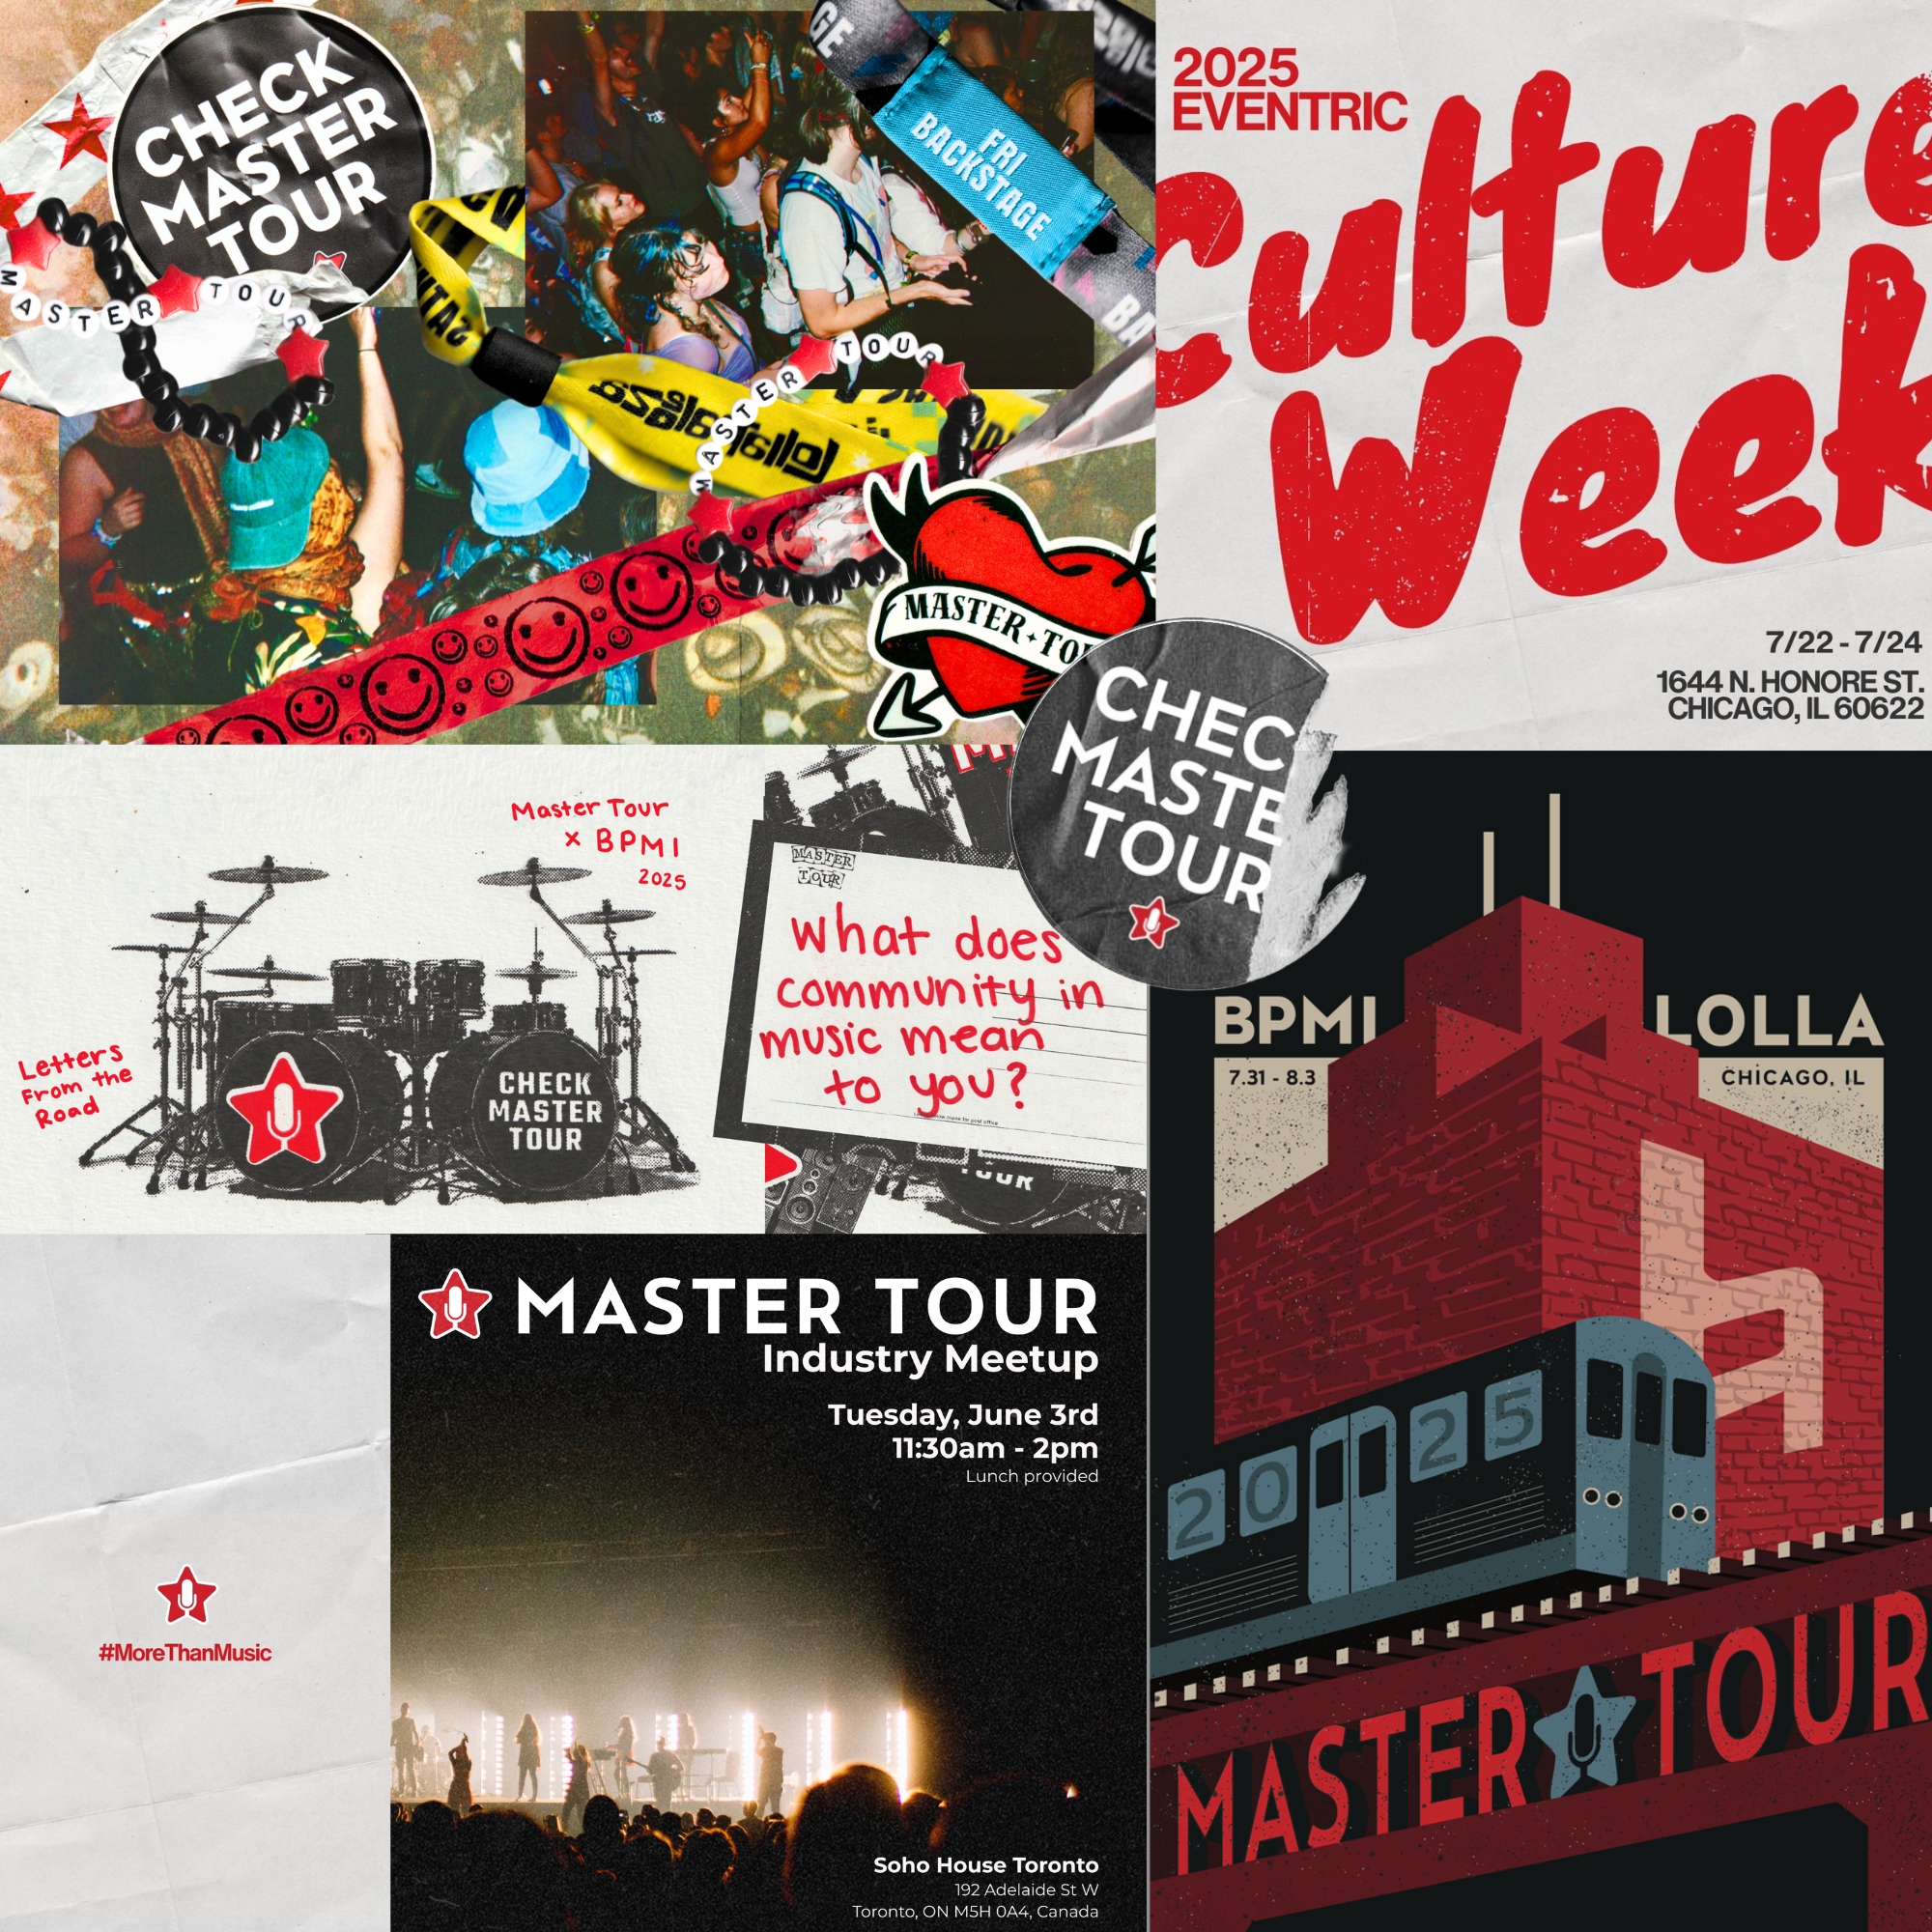 CHECK
MASTER
TOUR
MASTER TOUR
FRI
BACKSTAGE
BA
Lollapalooza
MASTER TOUR
MASTER TO
2025
EVENTRIC
Culture
Week
7/22 - 7/24
1644 N. HONORE ST.
CHICAGO, IL 60622
CHEC
MASTE
TOUR
Master Tour
x BPMI
2025
Letters
From the
Road
CHECK
MASTER
TOUR
MASTER
TOUR
What does
community in
music mean
to you?
TOUR
BPMI LOLLA
7.31 - 8.3 CHICAGO, IL
2025
MASTER TOUR
#MoreThanMusic
MASTER TOUR
Industry Meetup
Tuesday, June 3rd
11:30am - 2pm
Lunch provided
Soho House Toronto
192 Adelaide St W
Toronto, ON M5H 0A4, Canada